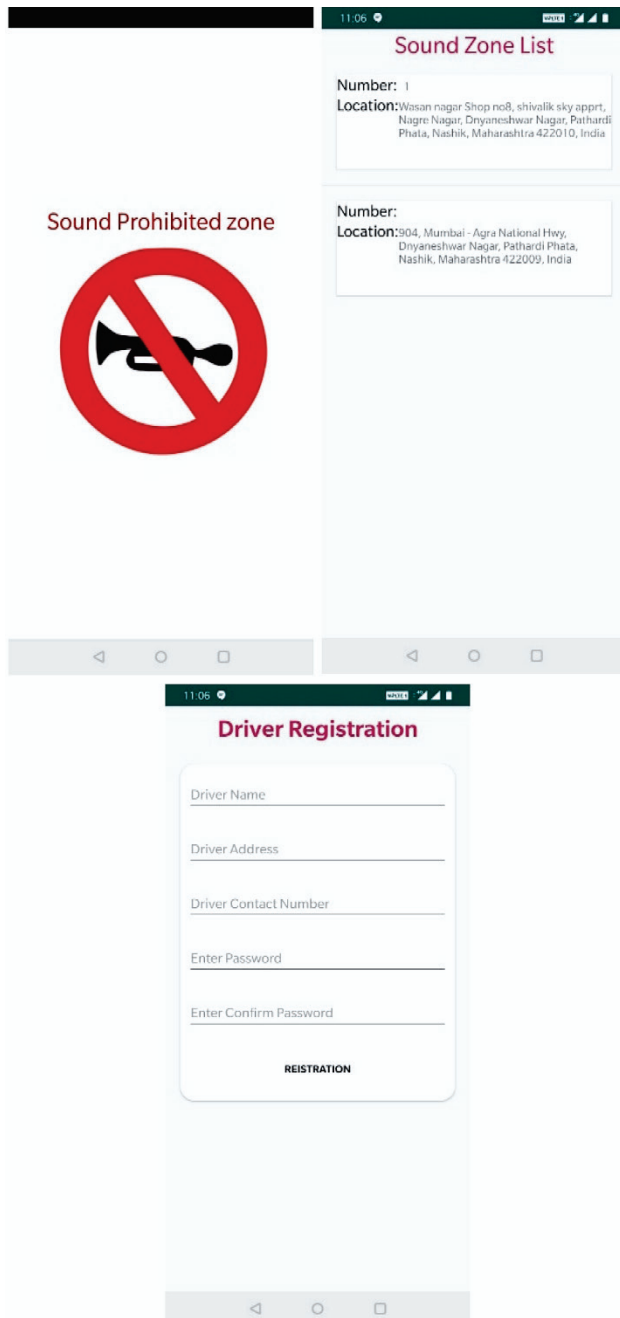 Sound Prohibited zone
11:06
Sound Zone List
Number: 1
Location:Wasan nagar Shop no8, shivalik sky apprt,
Nagre Nagar, Dnyaneshwar Nagar, Pathardi
Phata, Nashik, Maharashtra 422010, India
Number:
Location:904, Mumbai - Agra National Hwy,
Dnyaneshwar Nagar, Pathardi Phata,
Nashik, Maharashtra 422009, India
11:06
Driver Registration
Driver Name
Driver Address
Driver Contact Number
Enter Password
Enter Confirm Password
REISTRATION